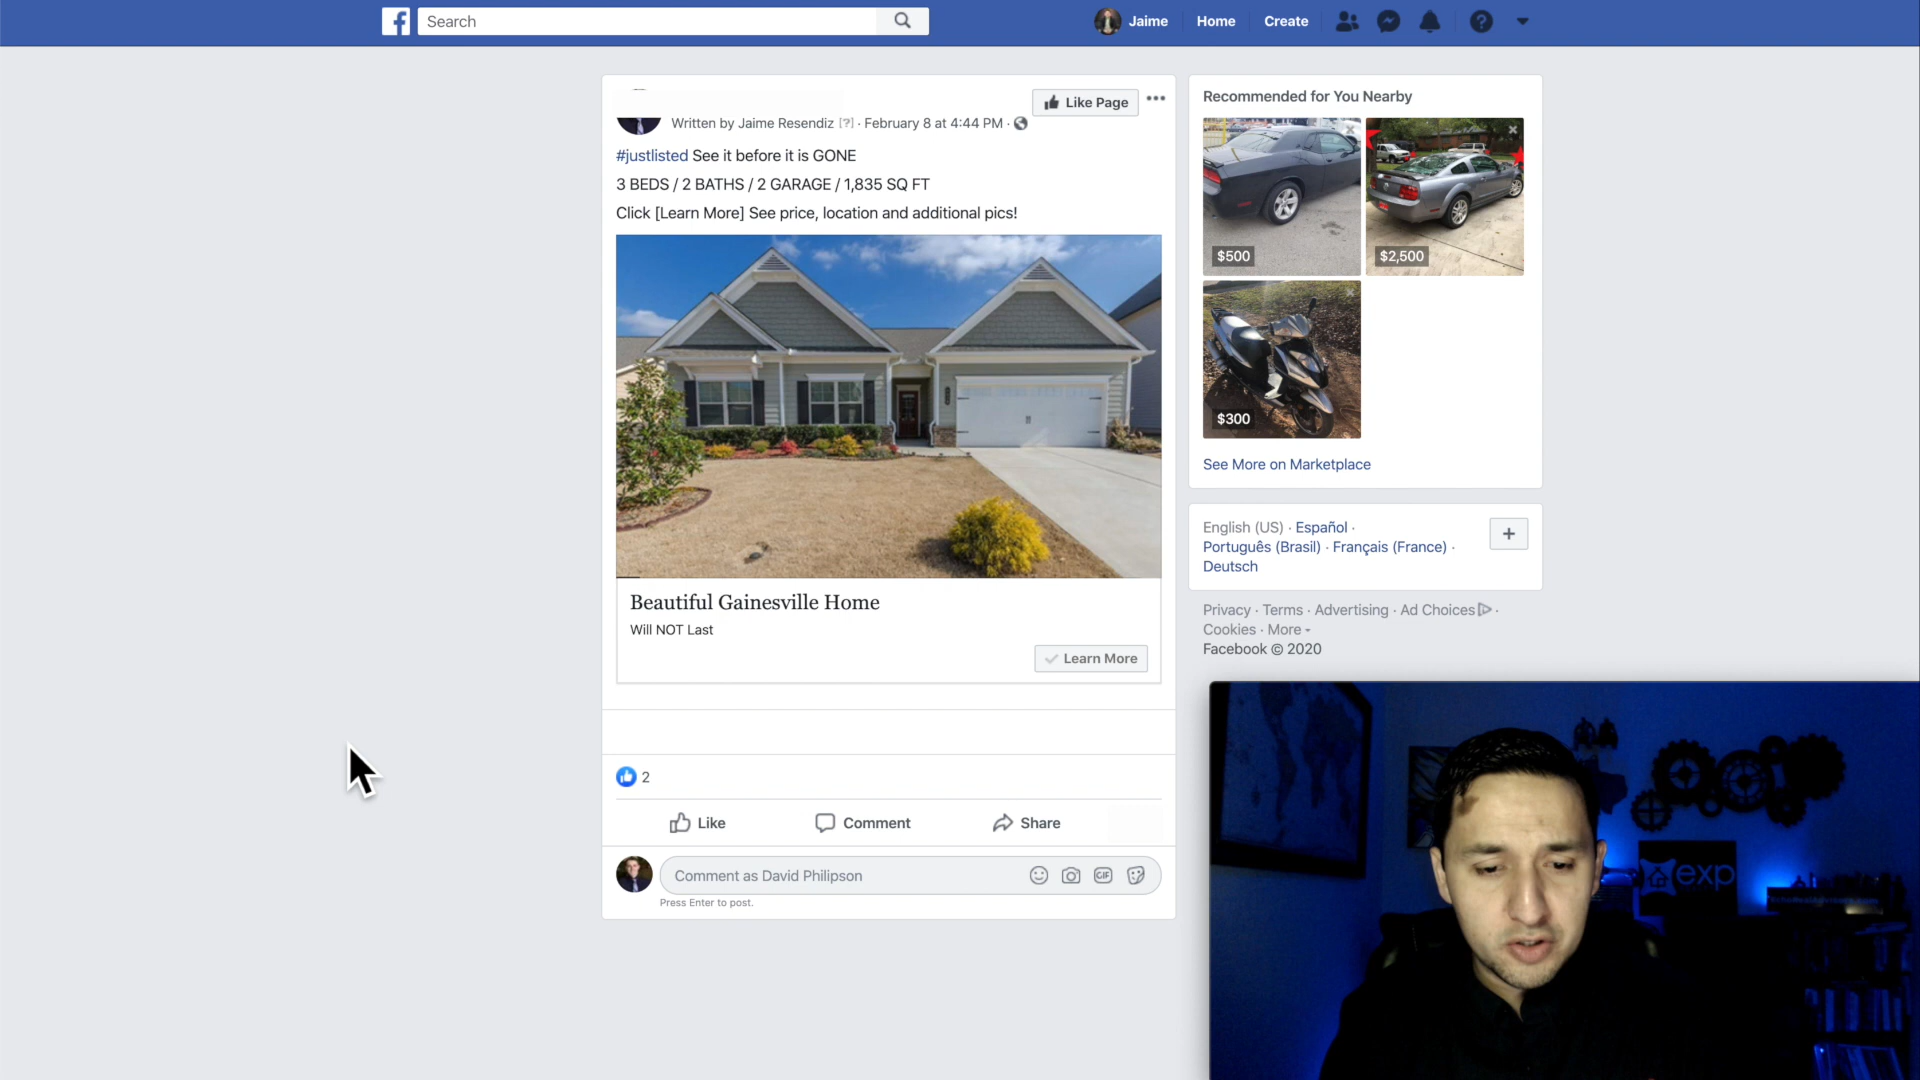 Search
Jaime
Home
Create
Like Page
Written by Jaime Resendiz [?] · February 8 at 4:44 PM ·
#justlisted See it before it is GONE
3 BEDS / 2 BATHS / 2 GARAGE / 1,835 SQ FT
Click [Learn More] See price, location and additional pics!
Beautiful Gainesville Home
Will NOT Last
Learn More
2
Like
Comment
Share
Comment as David Philipson
GIF
Press Enter to post.
Recommended for You Nearby
$500
$2,500
$300
See More on Marketplace
English (US) · Español ·
Português (Brasil) · Français (France) ·
Deutsch
Privacy · Terms · Advertising · Ad Choices ·
Cookies · More
Facebook © 2020
exp